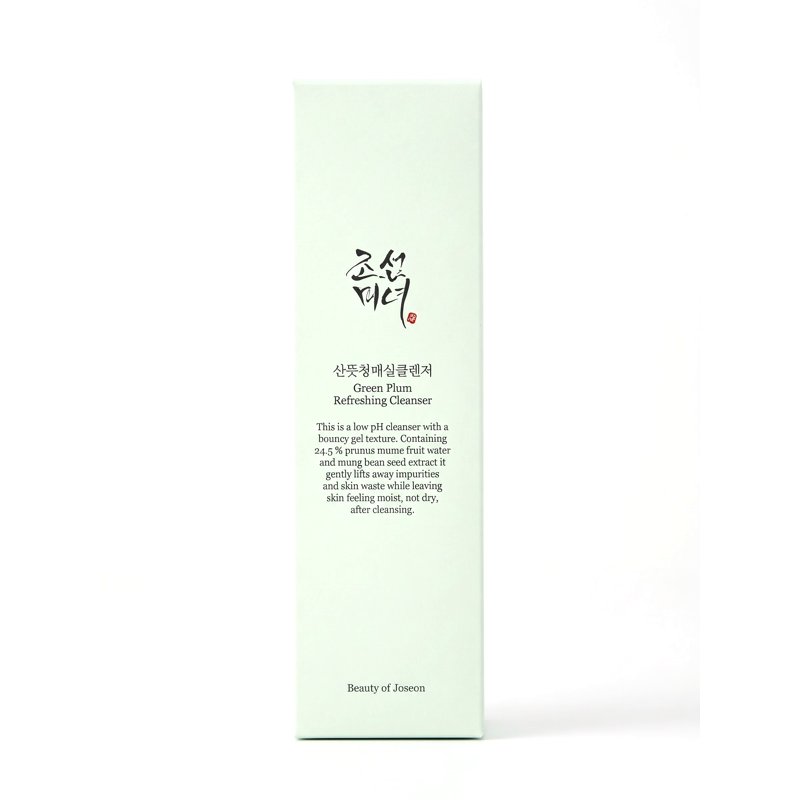 조선
미녀
산뜻청매실클렌저
Green Plum
Refreshing Cleanser
This is a low pH cleanser with a
bouncy gel texture. Containing
24.5 % prunus mume fruit water
and mung bean seed extract it
gently lifts away impurities
and skin waste while leaving
skin feeling moist, not dry,
after cleansing.
Beauty of Joseon